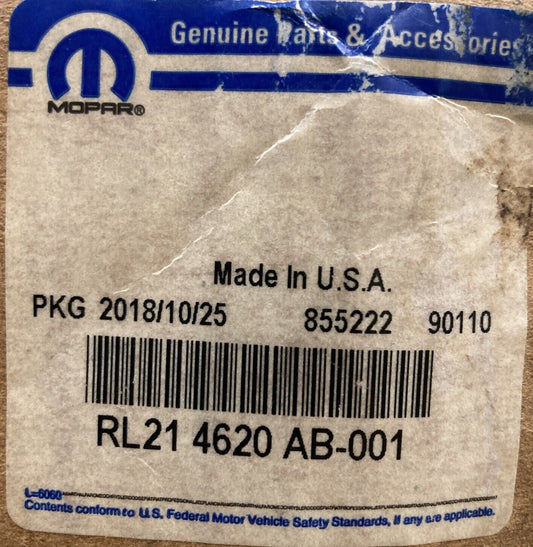 Genuine Parts & Accessories
MOPAR®
Made In U.S.A.
PKG 2018/10/25 855222 90110
RL21 4620 AB-001
L=6060
Contents conform to U.S. Federal Motor Vehicle Safety Standards, If any are applicable.